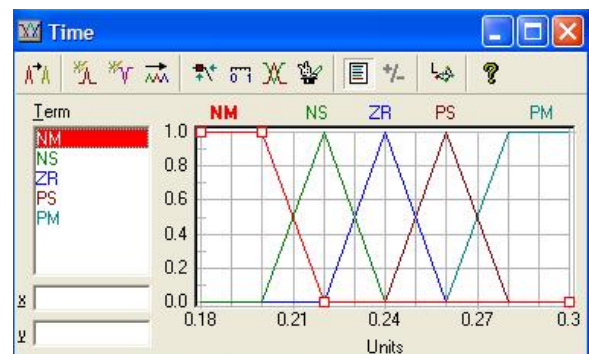 Time
Term
NM NS ZR PS PM
NM
NS
ZR
PS
PM
1.0
0.8
0.6
0.4
0.2
0.0
0.18 0.21 0.24 0.27 0.3
Units
x
y